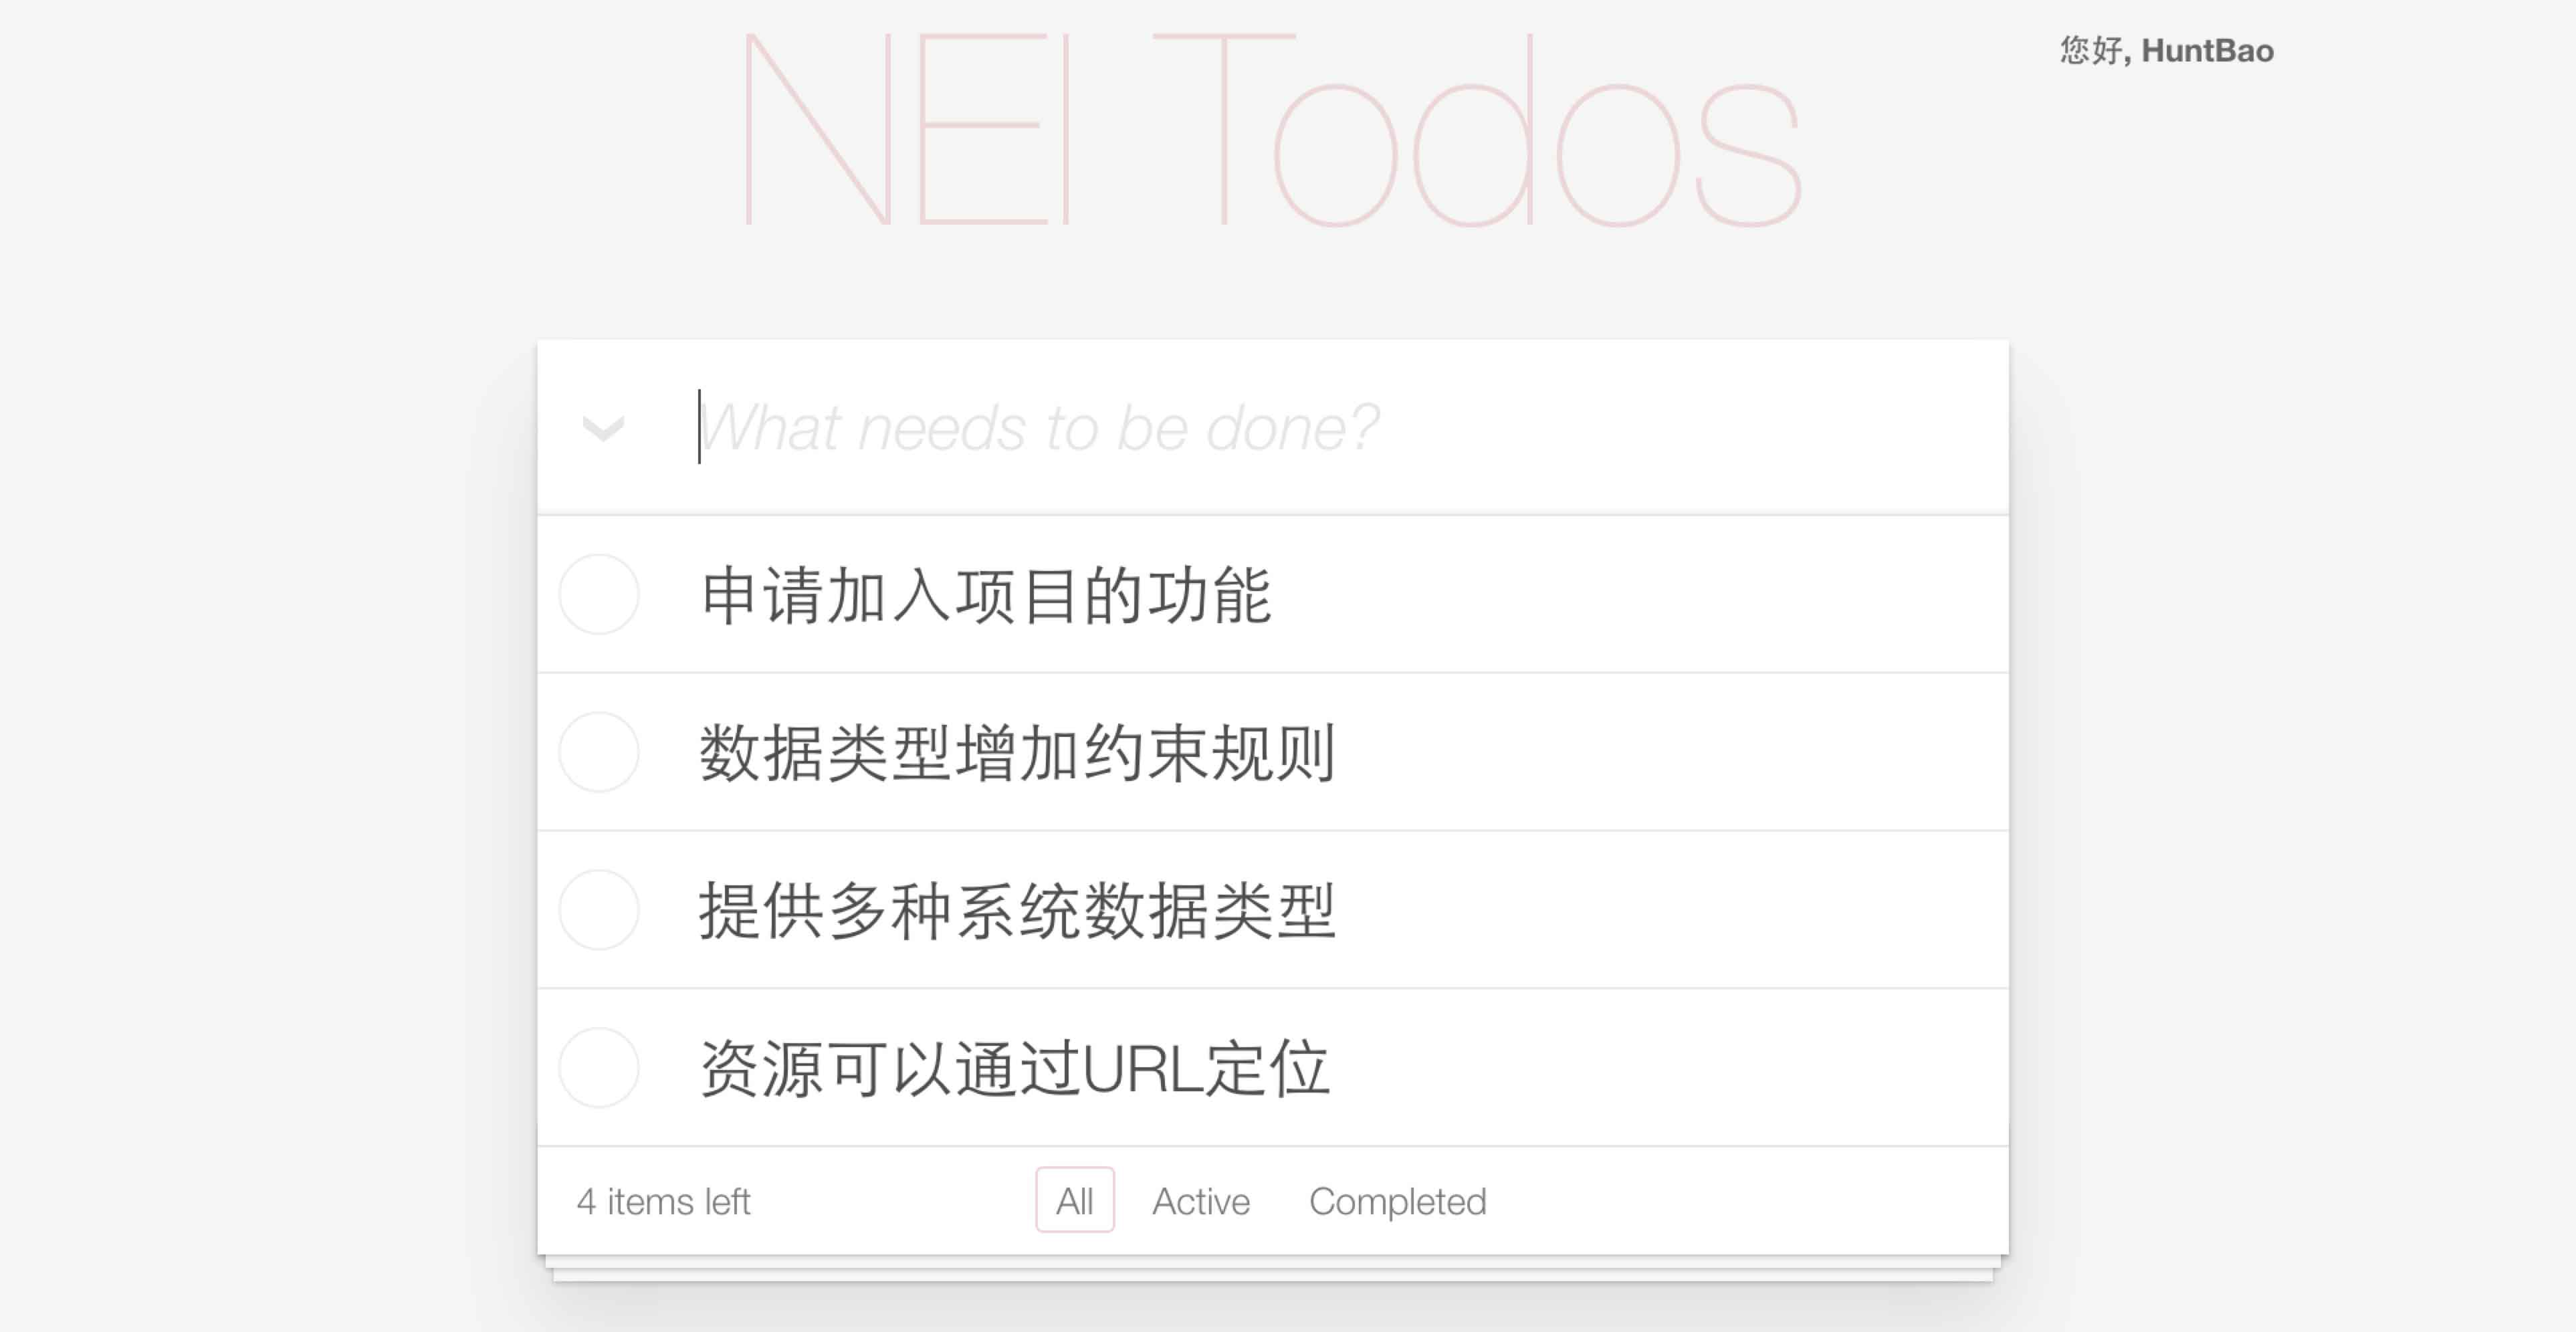 NEI Todos
您好, HuntBao
What needs to be done?
申请加入项目的功能
数据类型增加约束规则
提供多种系统数据类型
资源可以通过URL定位
4 items left All Active Completed